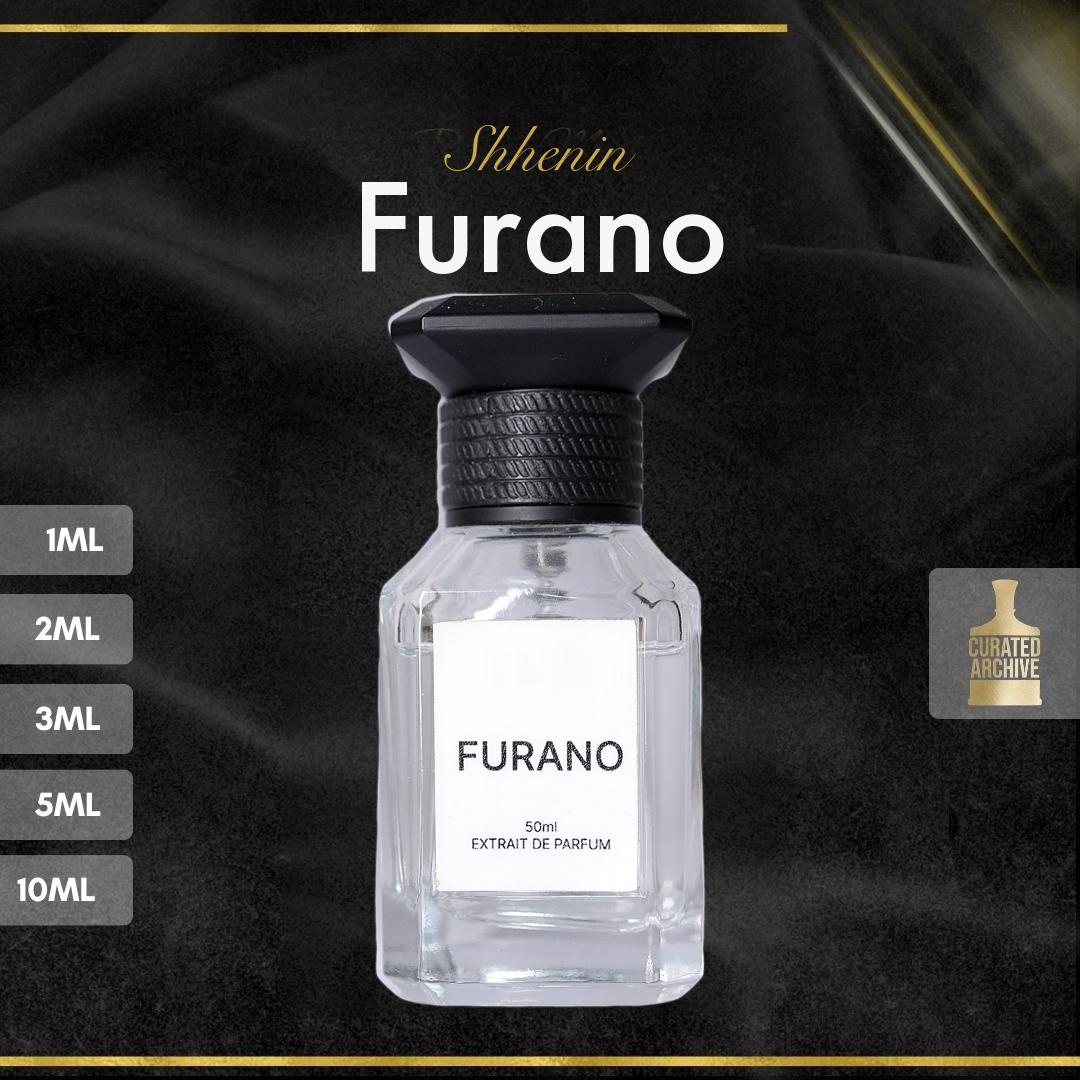 Shhenin
Furano
1ML
2ML
3ML
5ML
10ML
CURATED
ARCHIVE
FURANO
50ml
EXTRAIT DE PARFUM